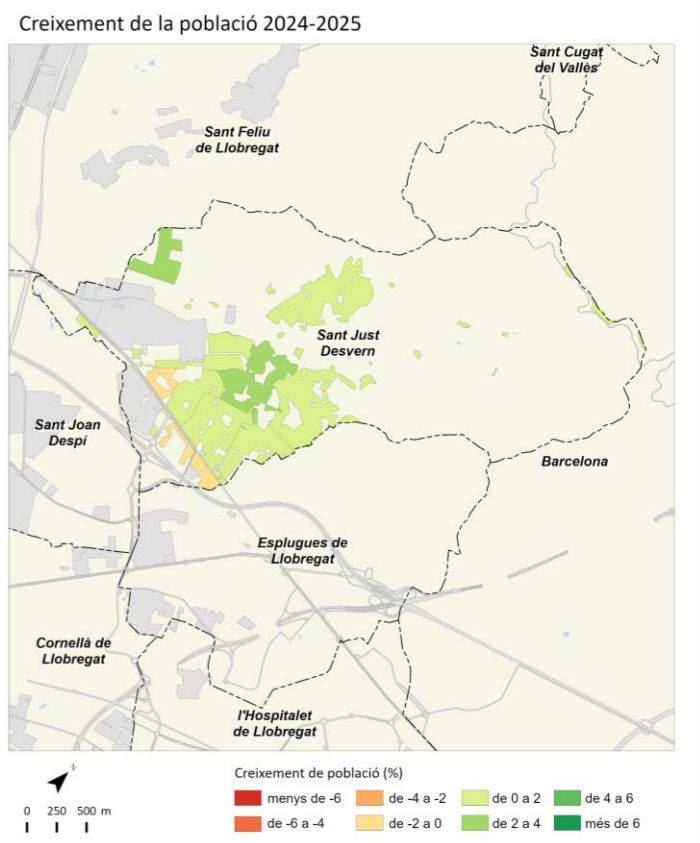 Creixement de la població 2024-2025
Sant Cugat
del Vallès
Sant Feliu
de Llobregat
Sant Just
Desvern
Sant Joan
Despí
Barcelona
Esplugues de
Llobregat
Cornellà de
Llobregat
l'Hospitalet
de Llobregat
0 250 500 m
Creixement de població (%)
menys de -6
de -4 a -2
de 0 a 2
de 4 a 6
de -6 a -4
de -2 a 0
de 2 a 4
més de 6